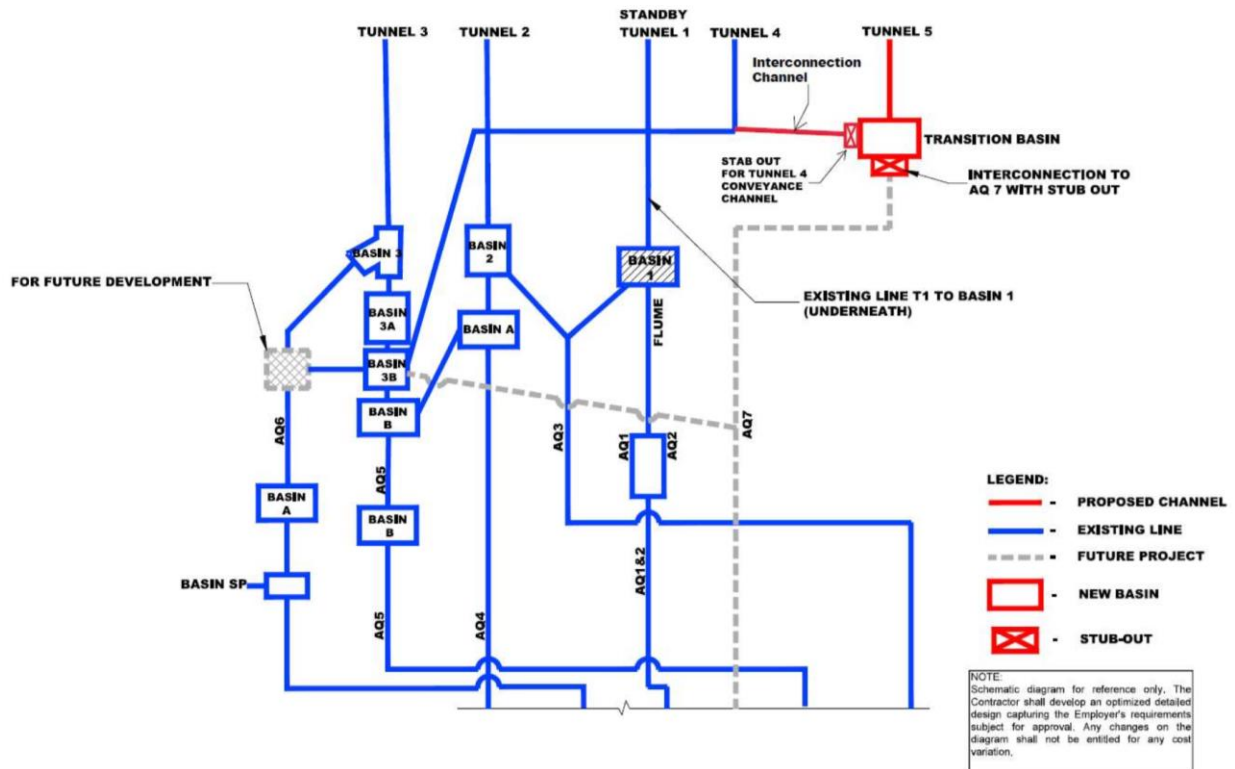 STANDBY
TUNNEL 3
TUNNEL 2
TUNNEL 1
TUNNEL 4
TUNNEL 5
Interconnection
Channel
TRANSITION BASIN
STAB OUT
FOR TUNNEL 4
CONVEYANCE
CHANNEL
INTERCONNECTION TO
AQ 7 WITH STUB OUT
BASIN 3
BASIN
2
BASIN
1
FOR FUTURE DEVELOPMENT
EXISTING LINE T1 TO BASIN 1
(UNDERNEATH)
BASIN
3A
BASIN A
FLUME
BASIN
3B
BASIN
B
AQ6
AQ3
AQ1
AQ2
AQ7
AQ5
BASIN
A
BASIN
B
BASIN SP
AQ1&2
AQ5
AQ4
LEGEND:
- PROPOSED CHANNEL
- EXISTING LINE
- FUTURE PROJECT
- NEW BASIN
- STUB-OUT
NOTE:
Schematic diagram for reference only. The
Contractor shall develop an optimized detailed
design capturing the Employer's requirements
subject for approval. Any changes on the
diagram shall not be entitled for any cost
variation.